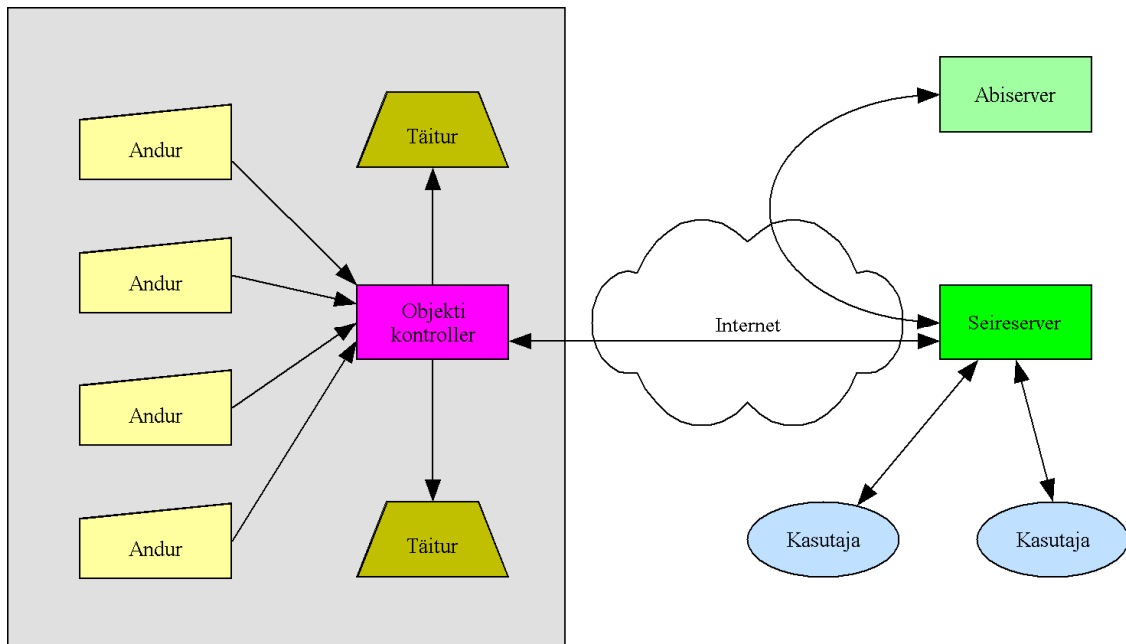 Andur
Andur
Andur
Andur
Täitur
Objekti
kontroller
Täitur
Internet
Abiserver
Seireserver
Kasutaja
Kasutaja